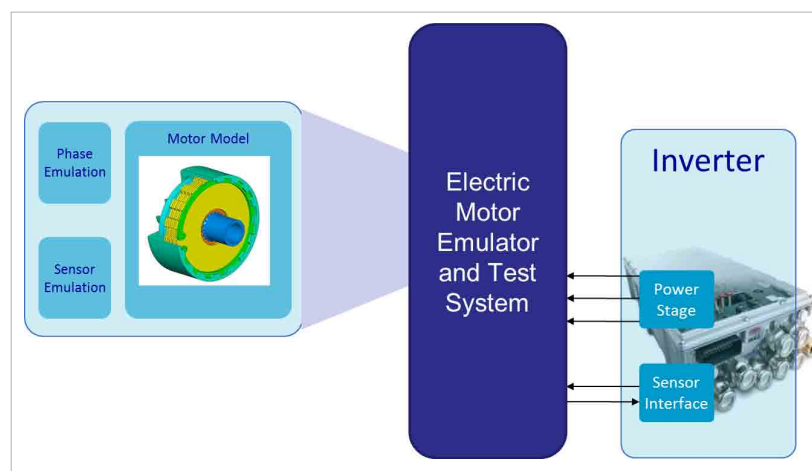 Phase
Emulation
Sensor
Emulation
Motor Model
Electric
Motor
Emulator
and Test
System
Inverter
Power
Stage
Sensor
Interface